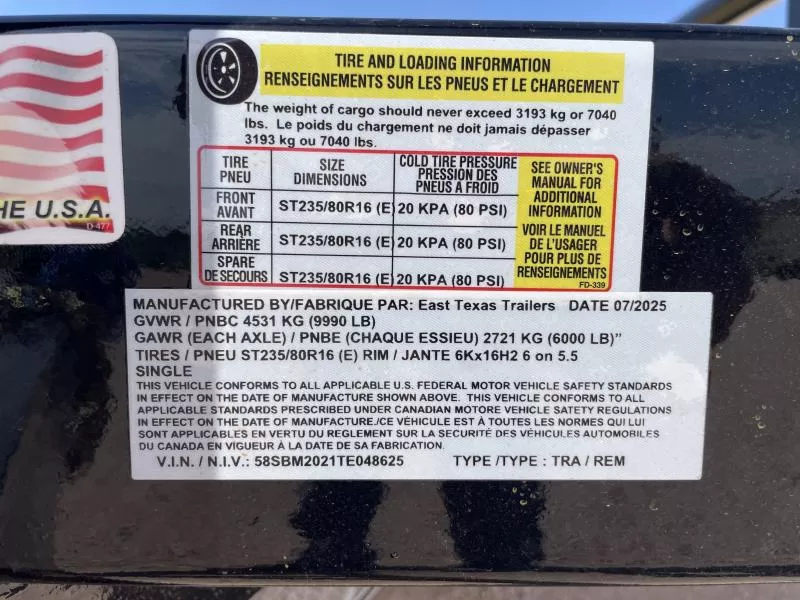 HE U.S.A.
D-477
TIRE AND LOADING INFORMATION
RENSEIGNEMENTS SUR LES PNEUS ET LE CHARGEMENT
The weight of cargo should never exceed 3193 kg or 7040
lbs. Le poids du chargement ne doit jamais dépasser
3193 kg ou 7040 lbs.
TIRE
PNEU
SIZE
DIMENSIONS
COLD TIRE PRESSURE
PRESSION DES
PNEUS A FROID
SEE OWNER'S
MANUAL FOR
ADDITIONAL
INFORMATION
VOIR LE MANUEL
DE L'USAGER
POUR PLUS DE
RENSEIGNEMENTS
FRONT
AVANT
ST235/80R16 (E) 20 KPA (80 PSI)
REAR
ARRIÈRE
ST235/80R16 (E) 20 KPA (80 PSI)
SPARE
DE SECOURS
ST235/80R16 (E) 20 KPA (80 PSI)
FD-339
MANUFACTURED BY/FABRIQUE PAR: East Texas Trailers DATE 07/2025
GVWR / PNBC 4531 KG (9990 LB)
GAWR (EACH AXLE) / PNBE (CHAQUE ESSIEU) 2721 KG (6000 LB)"
TIRES / PNEU ST235/80R16 (E) RIM / JANTE 6Kx16H2 6 on 5.5
SINGLE
THIS VEHICLE CONFORMS TO ALL APPLICABLE U.S. FEDERAL MOTOR VEHICLE SAFETY STANDARDS
IN EFFECT ON THE DATE OF MANUFACTURE SHOWN ABOVE. THIS VEHICLE CONFORMS TO ALL
APPLICABLE STANDARDS PRESCRIBED UNDER CANADIAN MOTORE VEHICLE SATETY REGULATIONS
IN EFFECT ON THE DATE OF MANUFACTURE./CE VÉHICULE EST À TOUTES LES NORMES QUI LUI
SONT APPLICABLES EN VERTU DU REGLEMENT SUR LA SECURITÉ DES VÉHICULES AUTOMOBILES
DU CANADA EN VIGUEUR À LA DATE DE SA FABRICATION.
V.I.N. / N.I.V.: 58SBM2021TE048625 TYPE /TYPE : TRA / REM